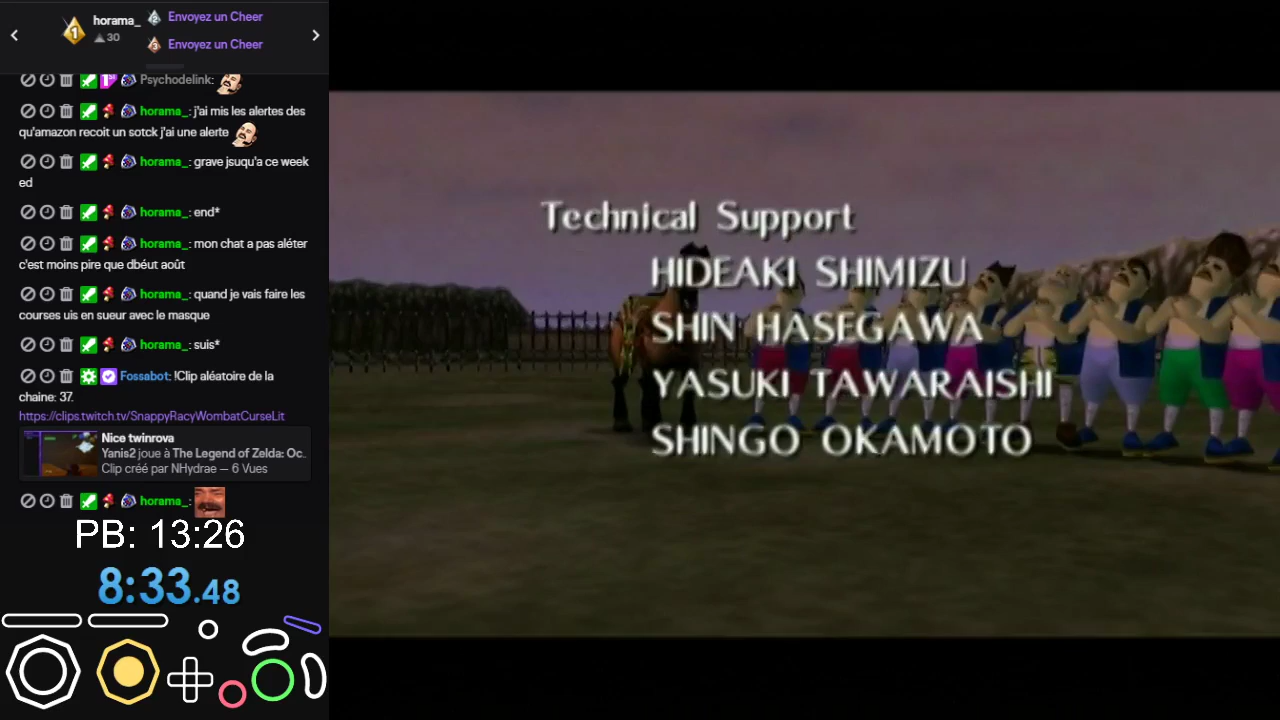 horama_
30
1
2 Envoyez un Cheer
3 Envoyez un Cheer
Psychodelink:
horama_: j'ai mis les alertes des
qu'amazon recoit un sotck j'ai une alerte
horama_: grave jsuqu'a ce week
ed
horama_: end*
horama_: mon chat a pas aléter
c'est moins pire que dbéut août
horama_: quand je vais faire les
courses uis en sueur avec le masque
horama_: suis*
Fossabot: !Clip aléatoire de la
chaine: 37.
https://clips.twitch.tv/SnappyRacyWombatCurseLit
Nice twinrova
Yanis2 joue à The Legend of Zelda: Oc..
Clip créé par NHydrae — 6 Vues
horama_:
PB: 13:26
8:33.48
Technical Support
HIDEAKI SHIMIZU
SHIN HASEGAWA
YASUKI TAWARAISHI
SHINGO OKAMOTO